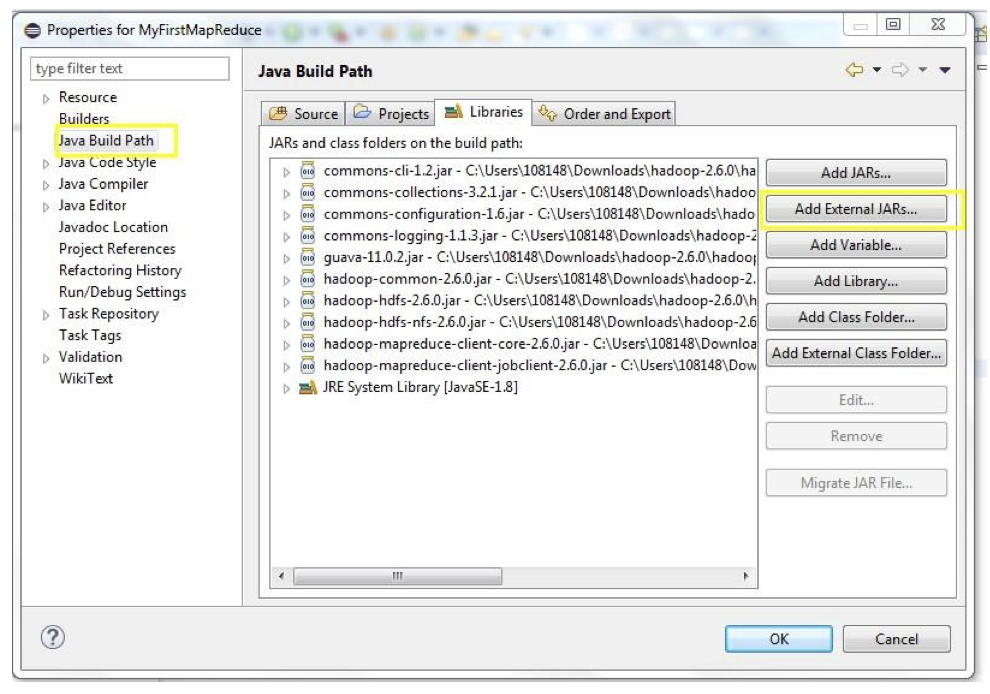 Properties for MyFirstMapReduce
type filter text
Resource
Builders
Java Build Path
Java Code Style
Java Compiler
Java Editor
Javadoc Location
Project References
Refactoring History
Run/Debug Settings
Task Repository
Task Tags
Validation
WikiText
Java Build Path
Source Projects Libraries Order and Export
JARs and class folders on the build path:
commons-cli-1.2.jar - C:\Users\108148\Downloads\hadoop-2.6.0\ha
commons-collections-3.2.1.jar - C:\Users\108148\Downloads\hadoo
commons-configuration-1.6.jar - C:\Users\108148\Downloads\hado
commons-logging-1.1.3.jar - C:\Users\108148\Downloads\hadoop-2
guava-11.0.2.jar - C:\Users\108148\Downloads\hadoop-2.6.0\hadoop
hadoop-common-2.6.0.jar - C:\Users\108148\Downloads\hadoop-2.
hadoop-hdfs-2.6.0.jar - C:\Users\108148\Downloads\hadoop-2.6.0\h
hadoop-hdfs-nfs-2.6.0.jar - C:\Users\108148\Downloads\hadoop-2.6
hadoop-mapreduce-client-core-2.6.0.jar - C:\Users\108148\Downloa
hadoop-mapreduce-client-jobclient-2.6.0.jar - C:\Users\108148\Dow
JRE System Library [JavaSE-1.8]
Add JARs...
Add External JARs...
Add Variable...
Add Library...
Add Class Folder...
Add External Class Folder...
Edit...
Remove
Migrate JAR File...
OK Cancel